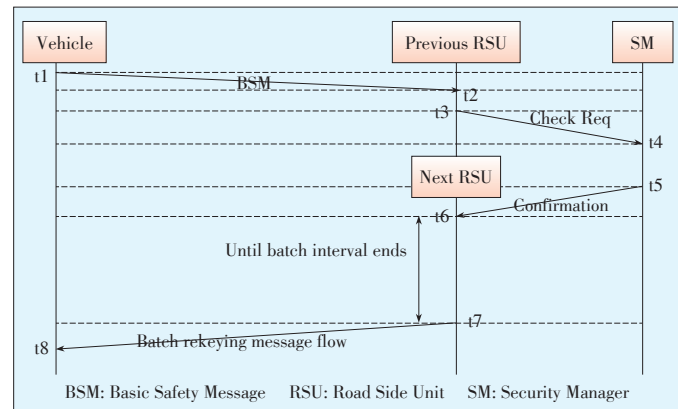 Vehicle
Previous RSU
SM
t1
BSM
t2
t3
Check Req
t4
Next RSU
t5
Confirmation
t6
Until batch interval ends
t7
Batch rekeying message flow
t8
BSM: Basic Safety Message RSU: Road Side Unit SM: Security Manager